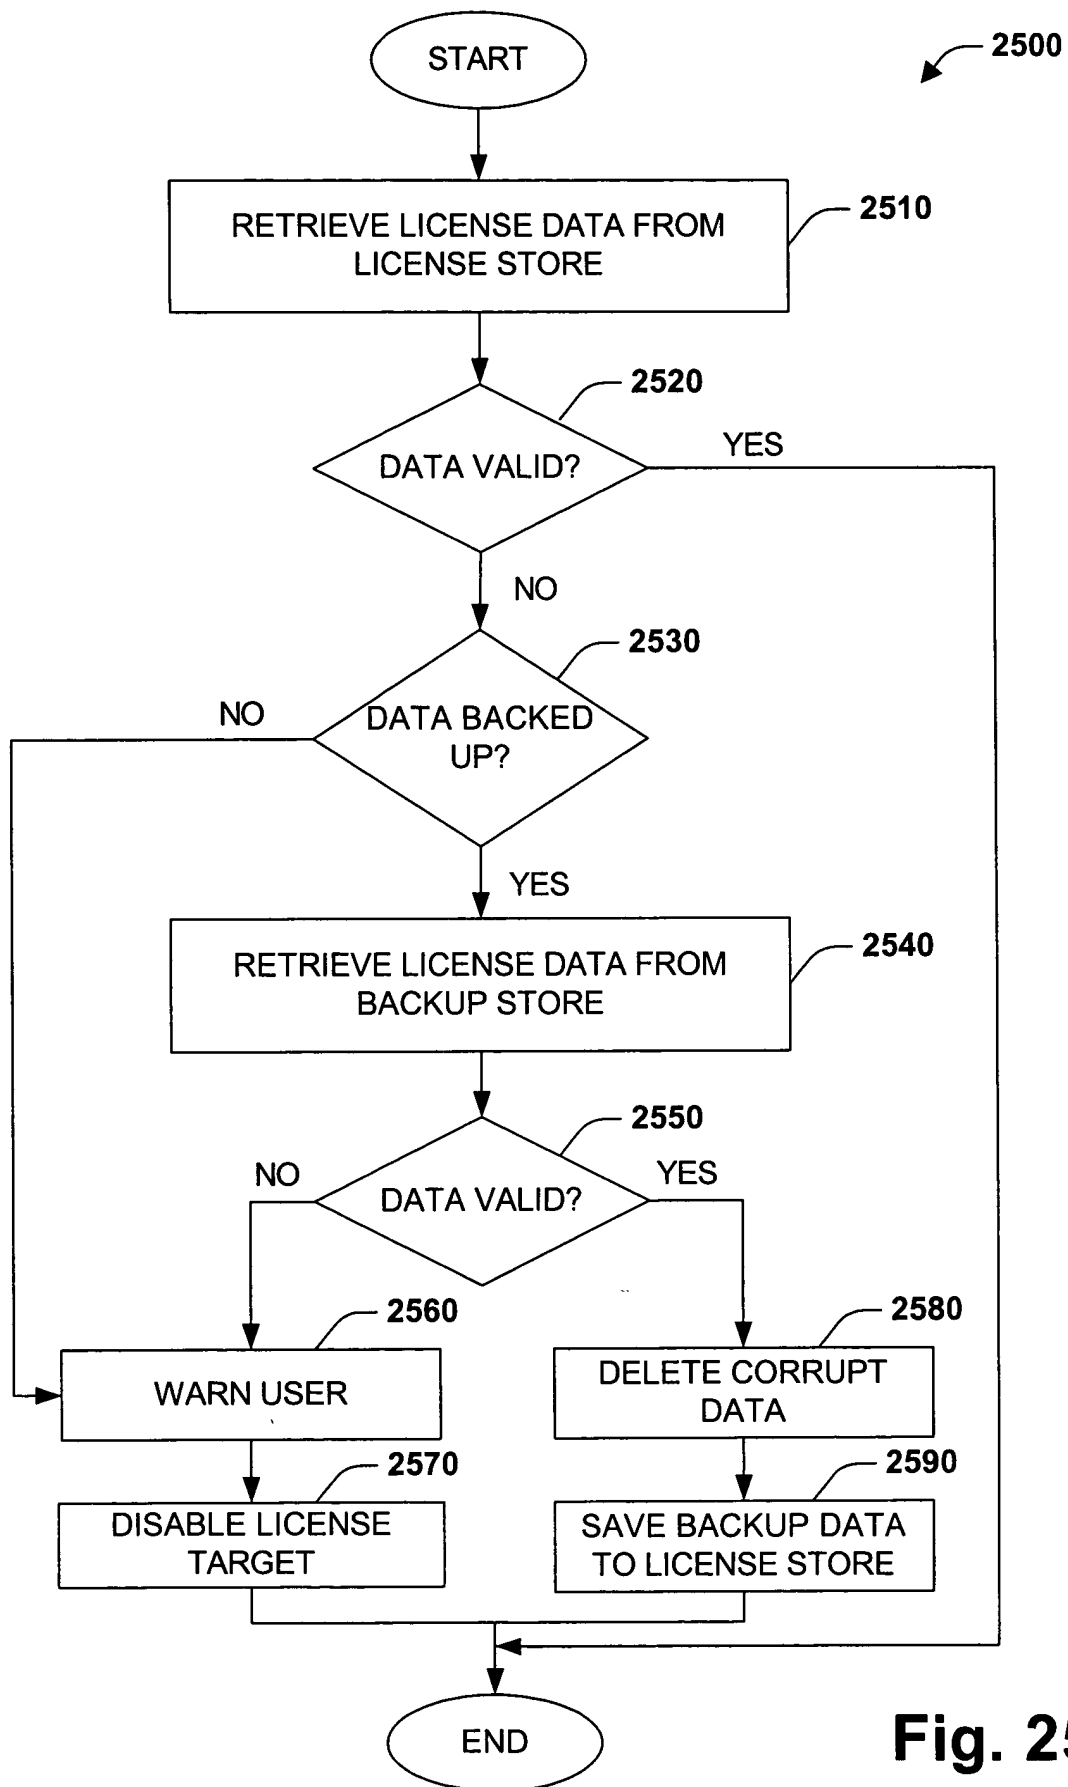 START
2500
RETRIEVE LICENSE DATA FROM
LICENSE STORE
2510
2520
DATA VALID?
YES
NO
2530
DATA BACKED
UP?
NO
YES
RETRIEVE LICENSE DATA FROM
BACKUP STORE
2540
2550
DATA VALID?
NO
YES
2560
WARN USER
2580
DELETE CORRUPT
DATA
2570
DISABLE LICENSE
TARGET
2590
SAVE BACKUP DATA
TO LICENSE STORE
END
Fig. 25